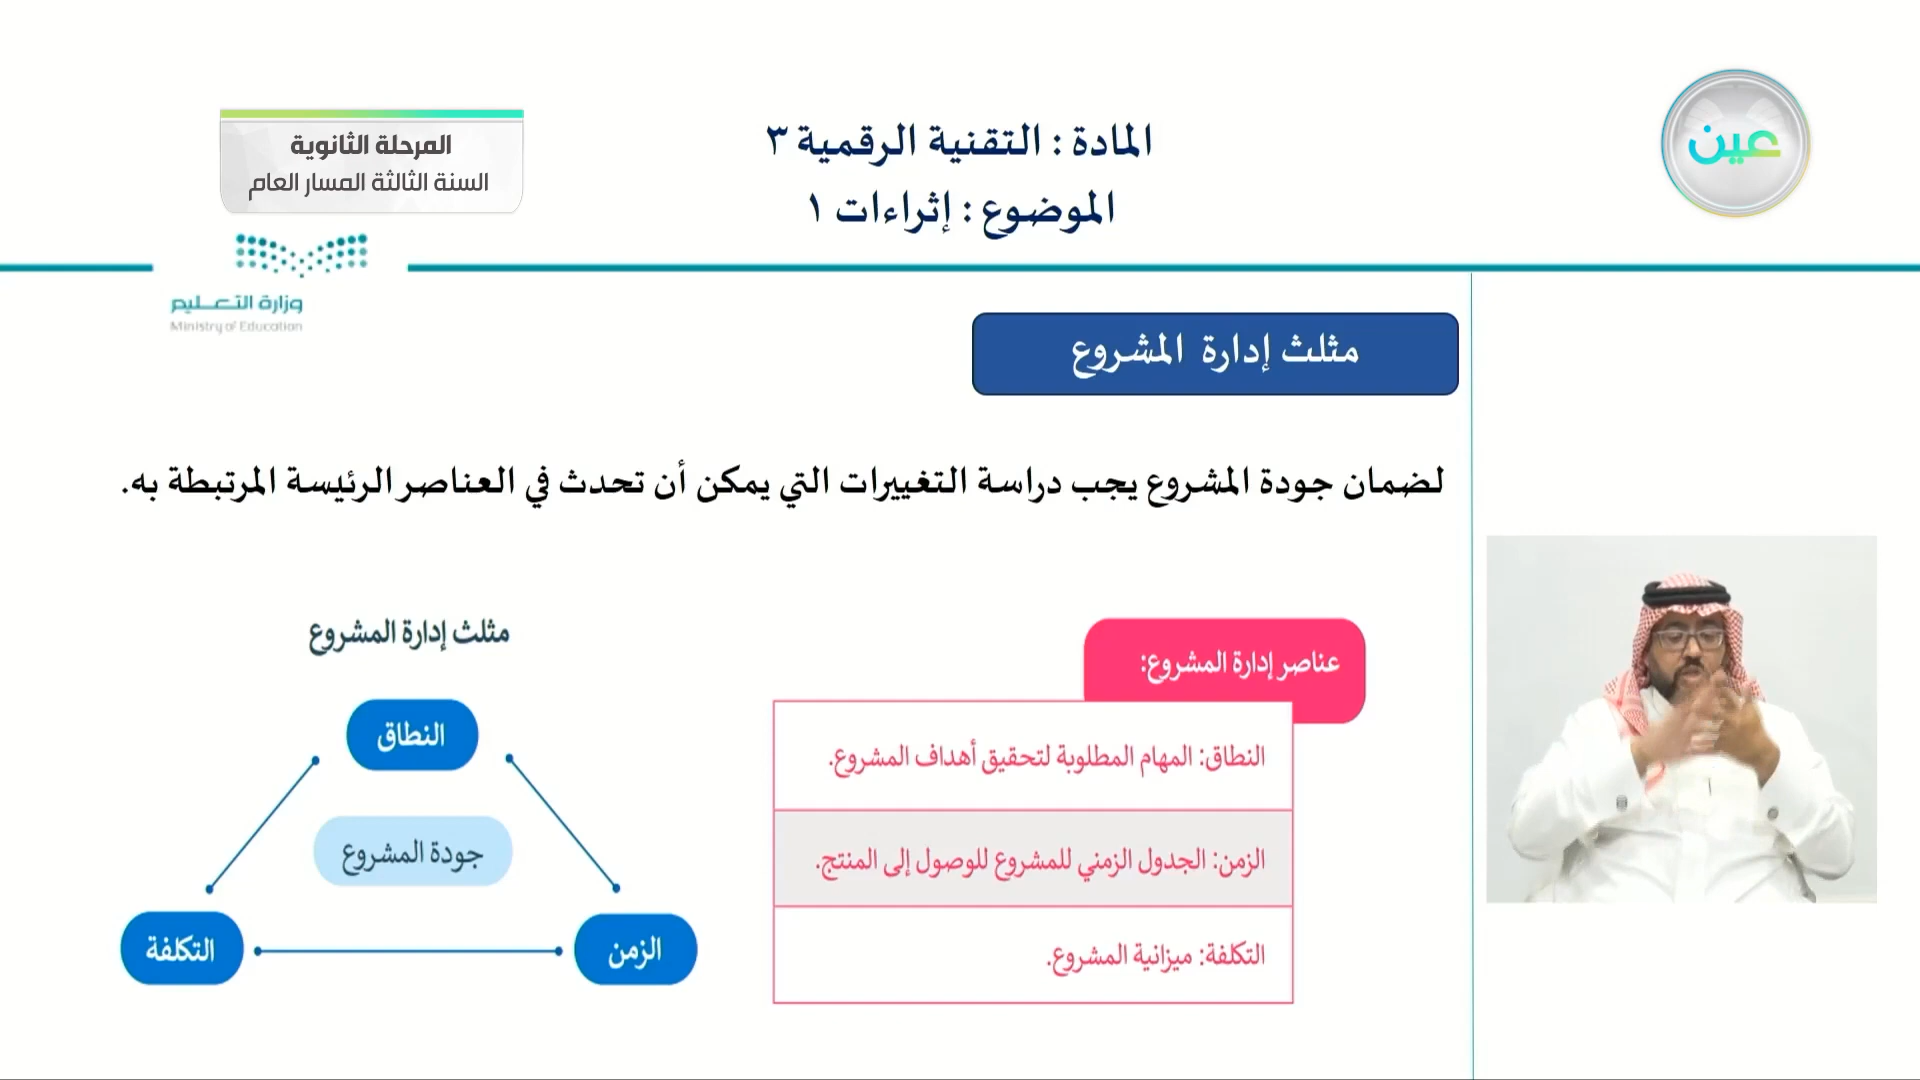 عين
المادة : التقنية الرقمية ٣
الموضوع : إثراءات ١
المرحلة الثانوية
السنة الثالثة المسار العام
وزارة التعليم
Ministry of Education
مثلث إدارة المشروع
لضمان جودة المشروع يجب دراسة التغييرات التي يمكن أن تحدث في العناصر الرئيسة المرتبطة به.
عناصر إدارة المشروع:
النطاق: المهام المطلوبة لتحقيق أهداف المشروع.
الزمن: الجدول الزمني للمشروع للوصول إلى المنتج.
التكلفة: ميزانية المشروع.
مثلث إدارة المشروع
النطاق
جودة المشروع
الزمن
التكلفة